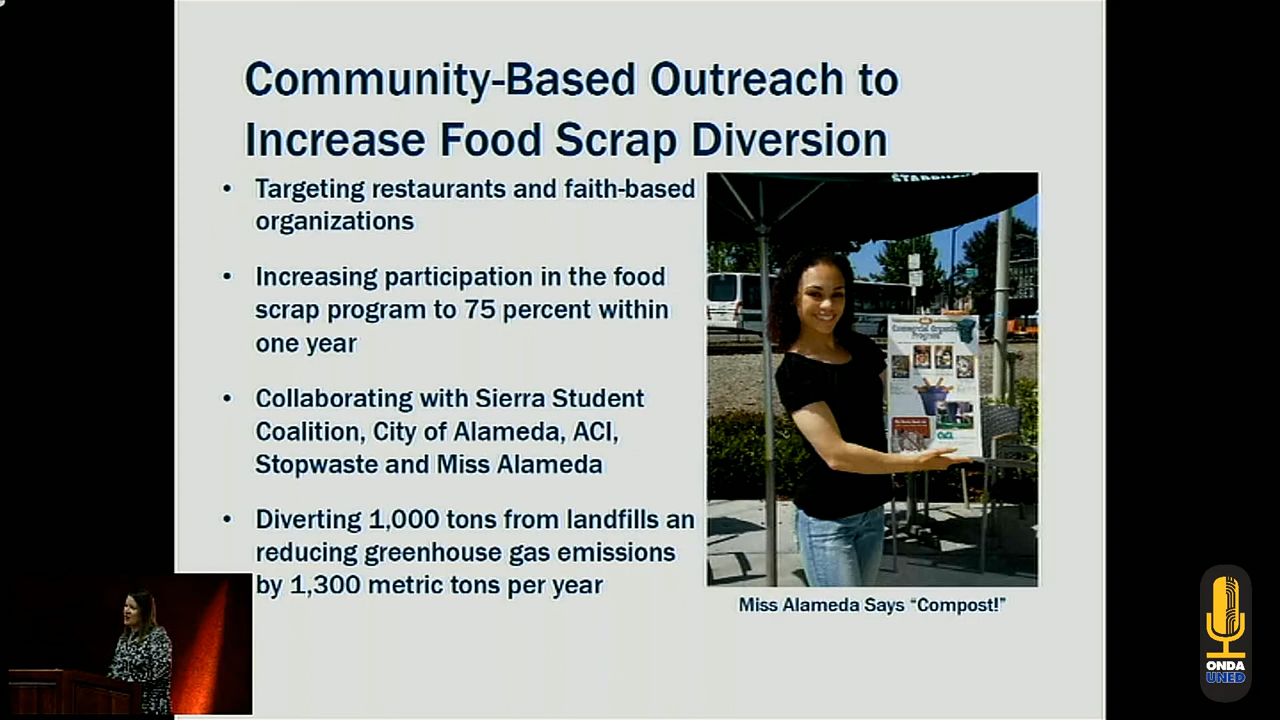 Community-Based Outreach to
Increase Food Scrap Diversion
• Targeting restaurants and faith-based
organizations
• Increasing participation in the food
scrap program to 75 percent within
one year
• Collaborating with Sierra Student
Coalition, City of Alameda, ACI,
Stopwaste and Miss Alameda
• Diverting 1,000 tons from landfills an
reducing greenhouse gas emissions
by 1,300 metric tons per year
Commercial Organics
Program
Miss Alameda Says “Compost!”
ONDA
UNED